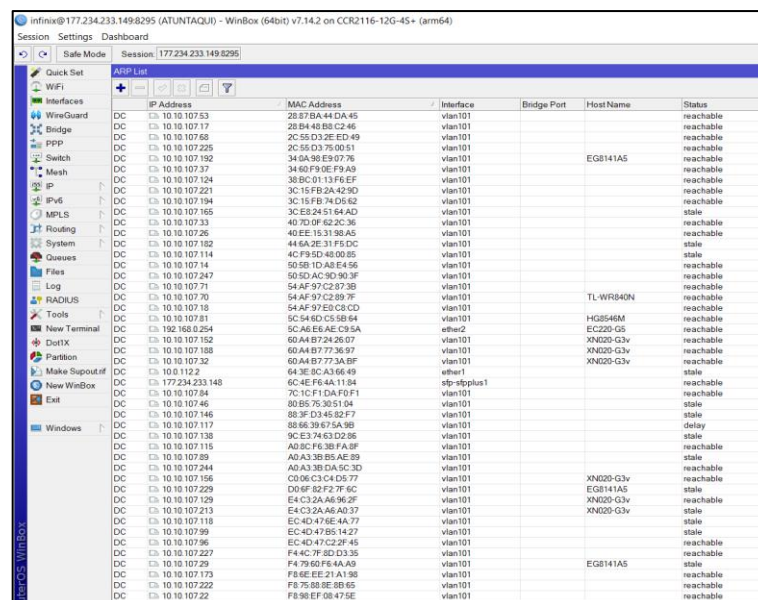 infinix@177.234.233.149:8295 (ATUNTAQUI) - WinBox (64bit) v7.14.2 on CCR2116-12G-4S+ (arm64)
Session Settings Dashboard
Safe Mode Session: 177.234.233.149:8295
Quick Set
WiFi
Interfaces
WireGuard
Bridge
PPP
Switch
Mesh
IP
IPv6
MPLS
Routing
System
Queues
Files
Log
RADIUS
Tools
New Terminal
Dot1X
Partition
Make Supout.rif
New WinBox
Exit
Windows
ARP List
IP Address MAC Address Interface Bridge Port Host Name Status
DC 10.10.107.53 28:87:BA:44:DA:45 vlan101 reachable
DC 10.10.107.17 28:B4:48:B8:C2:46 vlan101 reachable
DC 10.10.107.68 2C:55:D3:2E:ED:49 vlan101 reachable
DC 10.10.107.225 2C:55:D3:75:00:51 vlan101 reachable
DC 10.10.107.192 34:0A:98:E9:07:76 vlan101 EG8141A5 reachable
DC 10.10.107.37 34:60:F9:0E:F9:A9 vlan101 reachable
DC 10.10.107.124 38:BC:01:13:F6:EF vlan101 reachable
DC 10.10.107.221 3C:15:FB:2A:42:9D vlan101 reachable
DC 10.10.107.194 3C:15:FB:74:D5:62 vlan101 reachable
DC 10.10.107.165 3C:E8:24:51:64:AD vlan101 stale
DC 10.10.107.33 40:7D:0F:62:2C:36 vlan101 reachable
DC 10.10.107.26 40:EE:15:31:98:A5 vlan101 reachable
DC 10.10.107.182 44:6A:2E:31:F5:DC vlan101 stale
DC 10.10.107.114 4C:F9:5D:48:00:85 vlan101 stale
DC 10.10.107.14 50:5B:1D:A8:E4:56 vlan101 reachable
DC 10.10.107.247 50:5D:AC:9D:90:3F vlan101 reachable
DC 10.10.107.71 54:AF:97:C2:87:3B vlan101 reachable
DC 10.10.107.70 54:AF:97:C2:89:7F vlan101 TL-WR840N reachable
DC 10.10.107.18 54:AF:97:E0:C8:CD vlan101 reachable
DC 10.10.107.81 5C:54:6D:C5:5B:64 vlan101 HG8546M reachable
DC 192.168.0.254 5C:A6:E6:AE:C9:5A ether2 EC220-G5 reachable
DC 10.10.107.152 60:A4:B7:24:26:07 vlan101 XN020-G3v reachable
DC 10.10.107.188 60:A4:B7:77:36:97 vlan101 XN020-G3v reachable
DC 10.10.107.32 60:A4:B7:77:3A:BF vlan101 XN020-G3v reachable
DC 10.0.112.2 64:3E:8C:A3:66:49 ether1 stale
DC 177.234.233.148 6C:4E:F6:4A:11:84 sfp-sfpplus1 reachable
DC 10.10.107.84 7C:1C:F1:DA:F0:F1 vlan101 reachable
DC 10.10.107.46 80:B5:75:30:51:04 vlan101 stale
DC 10.10.107.146 88:3F:D3:45:82:F7 vlan101 stale
DC 10.10.107.117 88:66:39:67:5A:9B vlan101 delay
DC 10.10.107.138 9C:E3:74:63:D2:86 vlan101 stale
DC 10.10.107.115 A0:8C:F6:3B:FA:8F vlan101 reachable
DC 10.10.107.89 A0:A3:3B:B5:AE:89 vlan101 stale
DC 10.10.107.244 A0:A3:3B:DA:5C:3D vlan101 reachable
DC 10.10.107.156 C0:06:C3:C4:D5:77 vlan101 XN020-G3v reachable
DC 10.10.107.229 D0:6F:82:F2:7F:6C vlan101 EG8141A5 stale
DC 10.10.107.129 E4:C3:2A:A6:96:2F vlan101 XN020-G3v reachable
DC 10.10.107.213 E4:C3:2A:A6:A0:37 vlan101 XN020-G3v stale
DC 10.10.107.118 EC:4D:47:6E:4A:77 vlan101 stale
DC 10.10.107.99 EC:4D:47:B5:14:27 vlan101 stale
DC 10.10.107.96 EC:4D:47:C2:2F:45 vlan101 reachable
DC 10.10.107.227 F4:4C:7F:8D:D3:35 vlan101 reachable
DC 10.10.107.29 F4:79:60:F6:4A:A9 vlan101 EG8141A5 stale
DC 10.10.107.173 F8:6E:EE:21:A1:98 vlan101 reachable
DC 10.10.107.222 F8:75:88:8E:8B:65 vlan101 reachable
DC 10.10.107.22 F8:98:EF:08:47:5E vlan101 reachable
uterOS WinBox